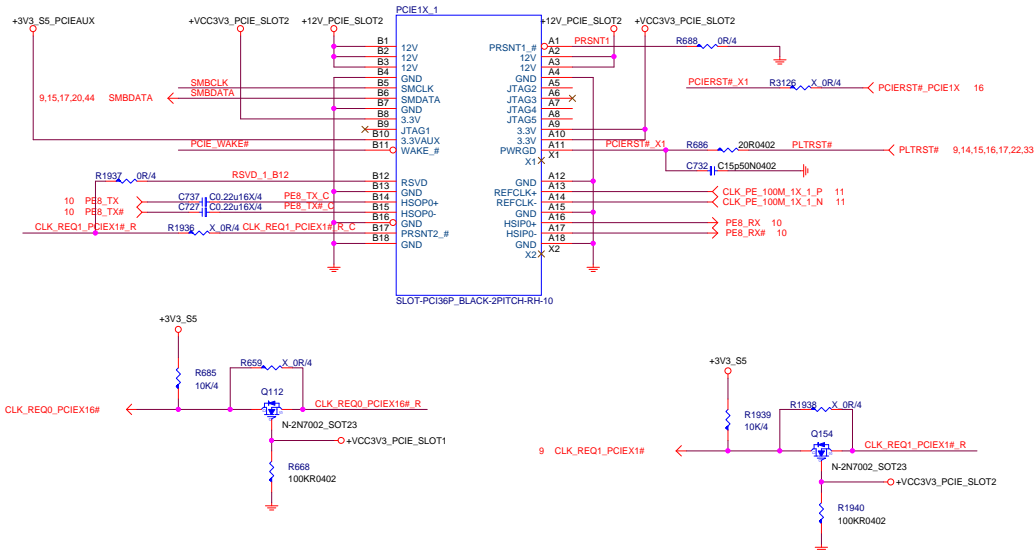 PCIE1X_1
+3V3_S5_PCIEAUX
+VCC3V3_PCIE_SLOT2
+12V_PCIE_SLOT2
+12V_PCIE_SLOT2
+VCC3V3_PCIE_SLOT2
B1 12V
B2 12V
B3 12V
B4 GND
SMBCLK B5 SMCLK
9,15,17,20,44 SMBDATA SMBDATA B6 SMDATA
B7 GND
B8 3.3V
B9 JTAG1
B10 3.3VAUX
PCIE_WAKE# B11 WAKE_#
R1937 0R/4 RSVD_1_B12 B12 RSVD
B13 GND
10 PE8_TX C737 C0.22u16X/4 PE8_TX_C B14 HSOP0+
10 PE8_TX# C727 C0.22u16X/4 PE8_TX#_C B15 HSOP0-
B16 GND
CLK_REQ1_PCIEX1#_R R1936 X_0R/4 CLK_REQ1_PCIEX1#_R_C B17 PRSNT2_#
B18 GND
PRSNT1_# A1 PRSNT1 R688 0R/4
12V A2
12V A3
GND A4
JTAG2 A5
JTAG3 A6
JTAG4 A7
JTAG5 A8
3.3V A9
3.3V A10
PWRGD A11 PCIERST#_X1 R686 20R0402 PLTRST# PLTRST# 9,14,15,16,17,22,33
X1 X1
C732 C15p50N0402
PCIERST#_X1 R3126 X_0R/4 PCIERST#_PCIE1X 16
GND A12
REFCLK+ A13 CLK_PE_100M_1X_1_P 11
REFCLK- A14 CLK_PE_100M_1X_1_N 11
GND A15
HSIP0+ A16 PE8_RX 10
HSIP0- A17 PE8_RX# 10
GND A18
X2 X2
SLOT-PCI36P_BLACK-2PITCH-RH-10
+3V3_S5
R685
10K/4
R659 X_0R/4
Q112
CLK_REQ0_PCIEX16#
CLK_REQ0_PCIEX16#_R
N-2N7002_SOT23
+VCC3V3_PCIE_SLOT1
R668
100KR0402
+3V3_S5
R1939
10K/4
R1938 X_0R/4
Q154
9 CLK_REQ1_PCIEX1#
CLK_REQ1_PCIEX1#_R
N-2N7002_SOT23
+VCC3V3_PCIE_SLOT2
R1940
100KR0402